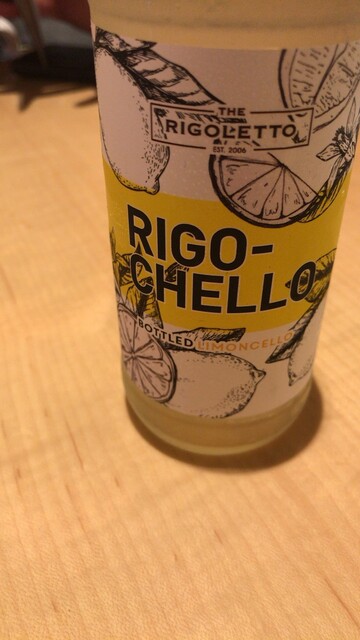 THE
RIGOLETTO
EST. 2006
RIGO-
CHELLO
BOTTLED LIMONCELLO